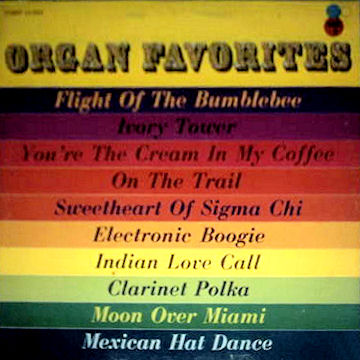 ORGAN FAVORITES
Flight Of The Bumblebee
Ivory Tower
You're The Cream In My Coffee
On The Trail
Sweetheart Of Sigma Chi
Electronic Boogie
Indian Love Call
Clarinet Polka
Moon Over Miami
Mexican Hat Dance